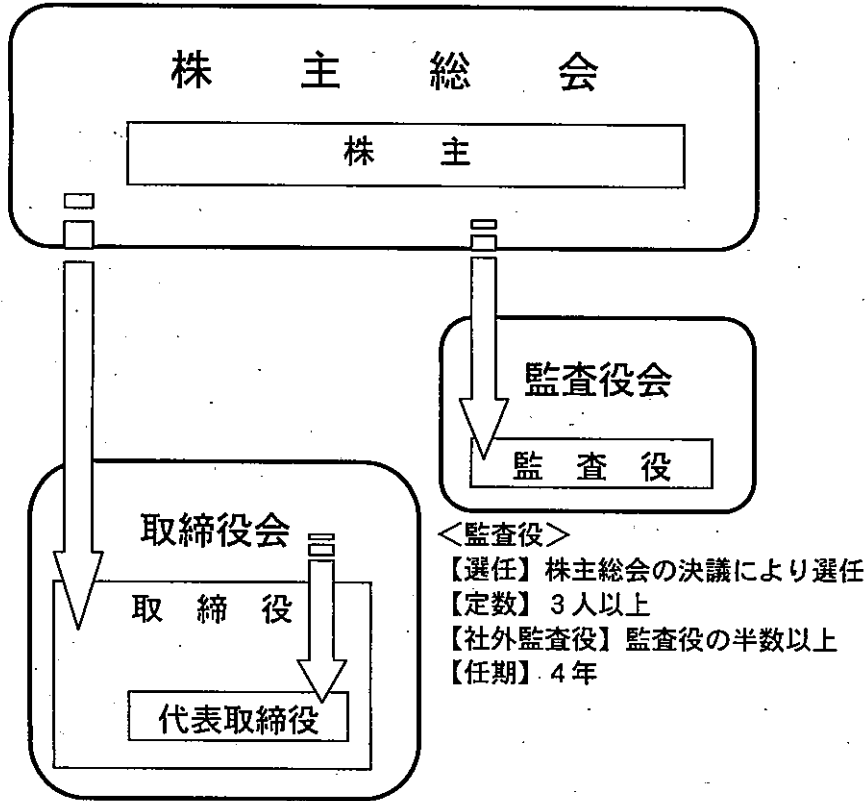 株主総会
株主
監査役会
監査役
取締役会
取締役
代表取締役
＜監査役＞
【選任】株主総会の決議により選任
【定数】３人以上
【社外監査役】監査役の半数以上
【任期】４年